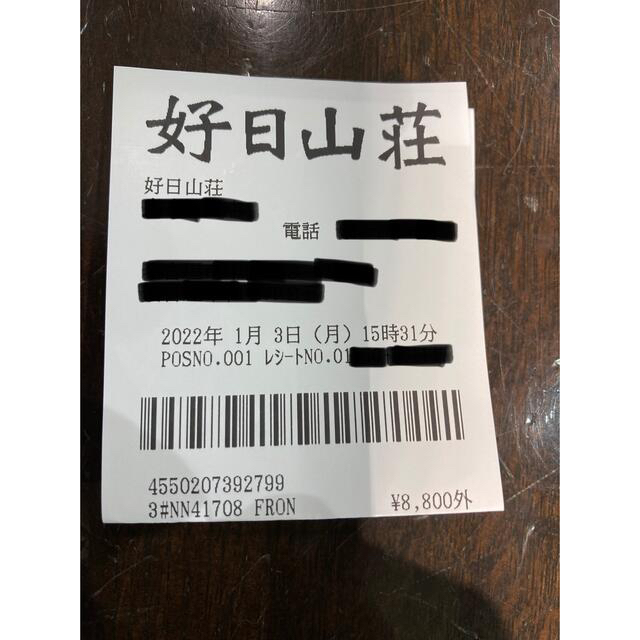 好日山荘
好日山荘
電話
2022年 1月 3日（月）15時31分
POSNO.001 レシートNO.01
4550207392799
3#NN41708 FRON ¥8,800外